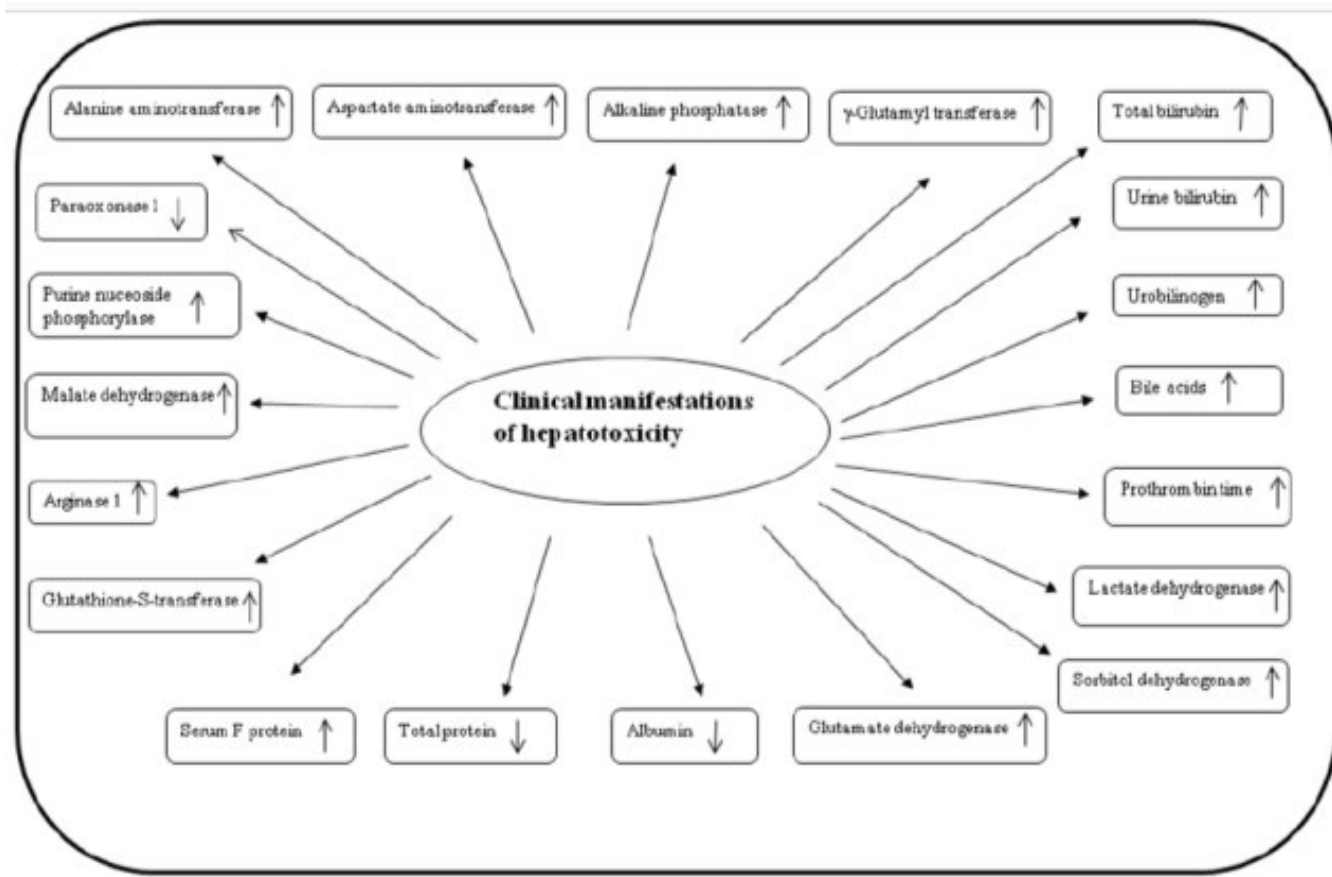 Alanine aminotransferase ↑
Aspartate aminotransferase ↑
Alkaline phosphatase ↑
γ-Glutamyl transferase ↑
Total bilirubin ↑
Paraoxonase 1 ↓
Urine bilirubin ↑
Purine nuceoside
phosphorylase ↑
Urobilinogen ↑
Malate dehydrogenase ↑
Clinical manifestations
of hepatotoxicity
Bile acids ↑
Arginase 1 ↑
Prothrombin time ↑
Glutathione-S-transferase ↑
Lactate dehydrogenase ↑
Sorbitol dehydrogenase ↑
Serum F protein ↑
Total protein ↓
Albumin ↓
Glutamate dehydrogenase ↑